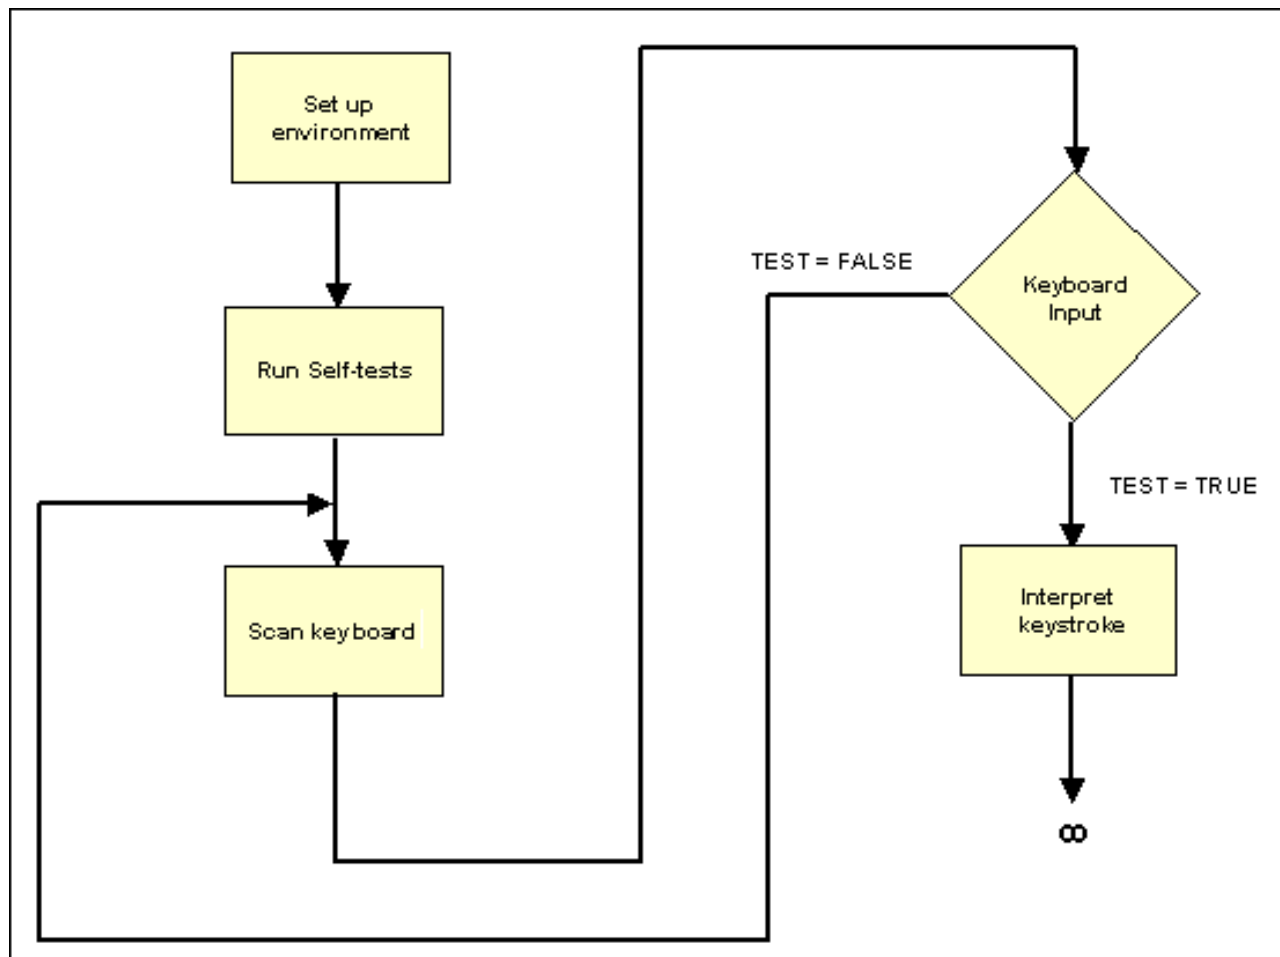 Set up
environment
Run Self-tests
Scan keyboard
TEST = FALSE
Keyboard
Input
TEST = TRUE
Interpret
keystroke
∞